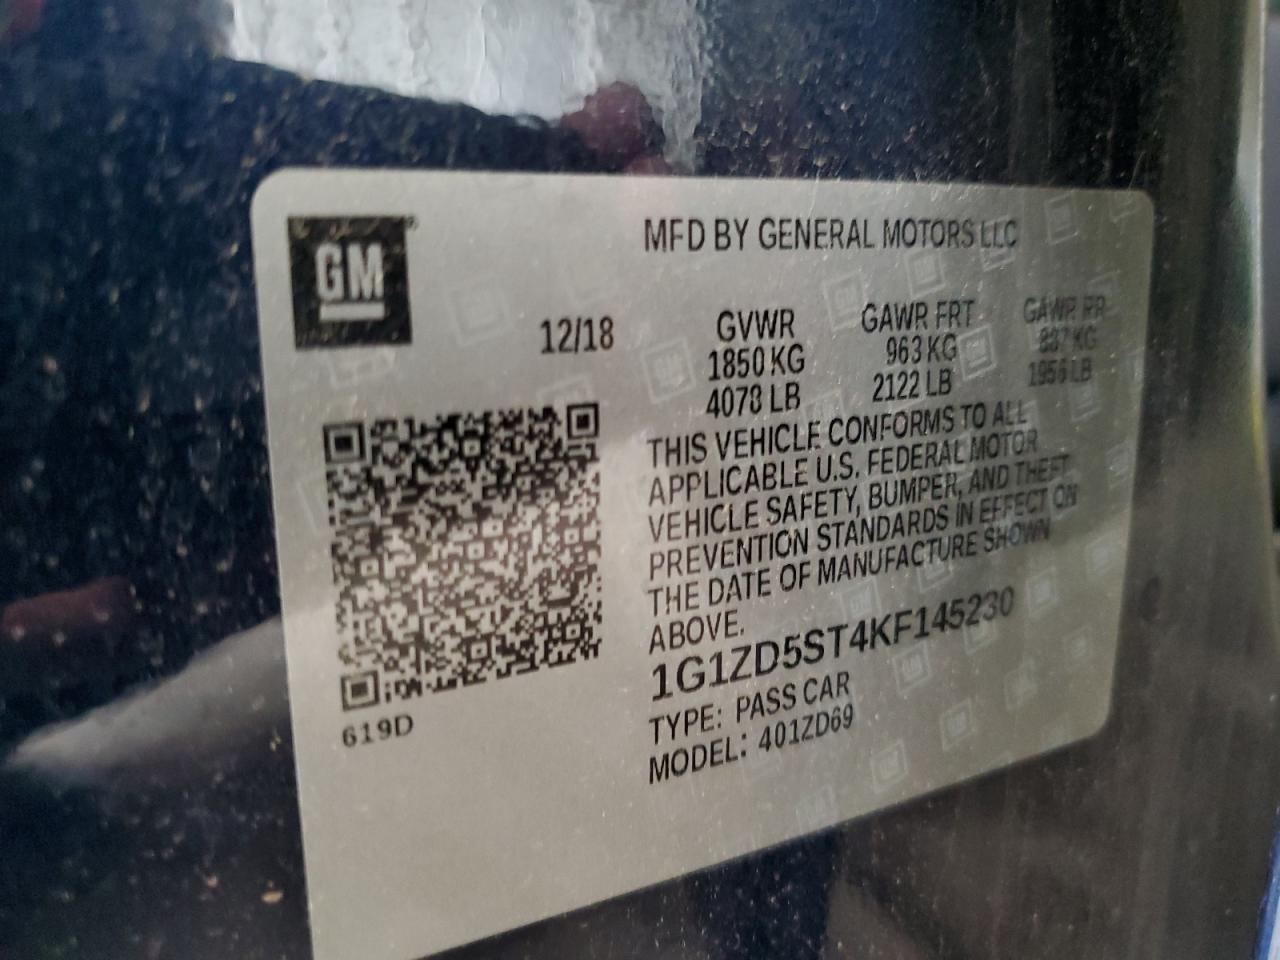 GM
MFD BY GENERAL MOTORS LLC
12/18
GVWR GAWR FRT GAWR RR
1850 KG 963 KG 887 KG
4078 LB 2122 LB 1956 LB
THIS VEHICLE CONFORMS TO ALL
APPLICABLE U.S. FEDERAL MOTOR
VEHICLE SAFETY, BUMPER, AND THEFT
PREVENTION STANDARDS IN EFFECT ON
THE DATE OF MANUFACTURE SHOWN
ABOVE.
1G1ZD5ST4KF145230
TYPE: PASS CAR
MODEL: 401ZD69
619D